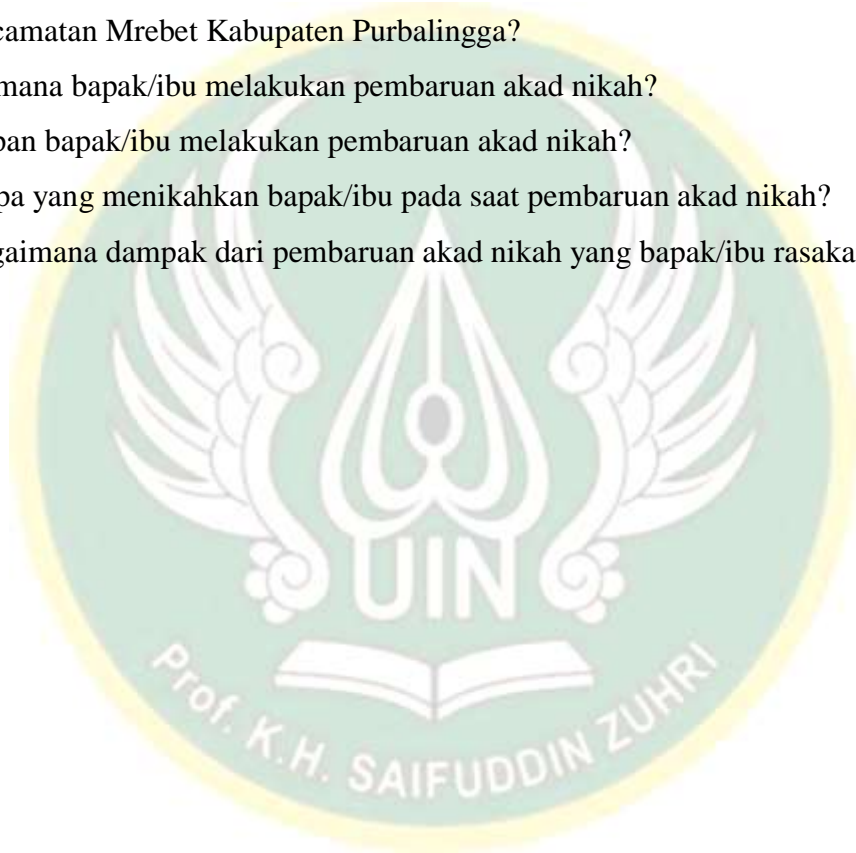 camatan Mrebet Kabupaten Purbalingga?
mana bapak/ibu melakukan pembaruan akad nikah?
pan bapak/ibu melakukan pembaruan akad nikah?
pa yang menikahkan bapak/ibu pada saat pembaruan akad nikah?
gaimana dampak dari pembaruan akad nikah yang bapak/ibu rasaka
UIN
Prof. K.H. SAIFUDDIN ZUHRI